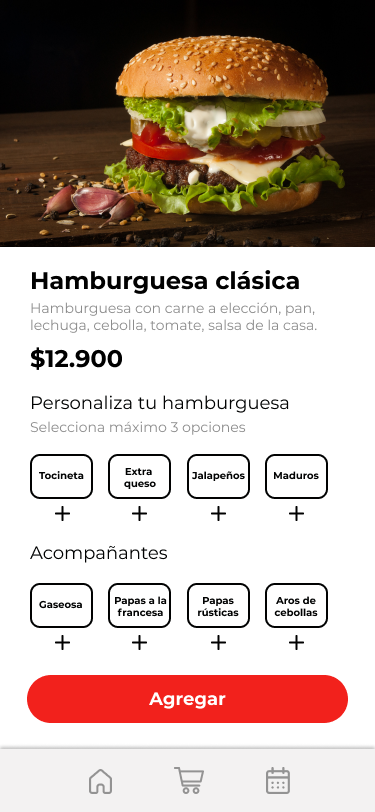 Hamburguesa clásica
Hamburguesa con carne a elección, pan,
lechuga, cebolla, tomate, salsa de la casa.
$12.900
Personaliza tu hamburguesa
Selecciona máximo 3 opciones
Tocineta
Extra
queso
Jalapeños
Maduros
+ + + +
Acompañantes
Gaseosa
Papas a la
francesa
Papas
rústicas
Aros de
cebollas
+ + + +
Agregar